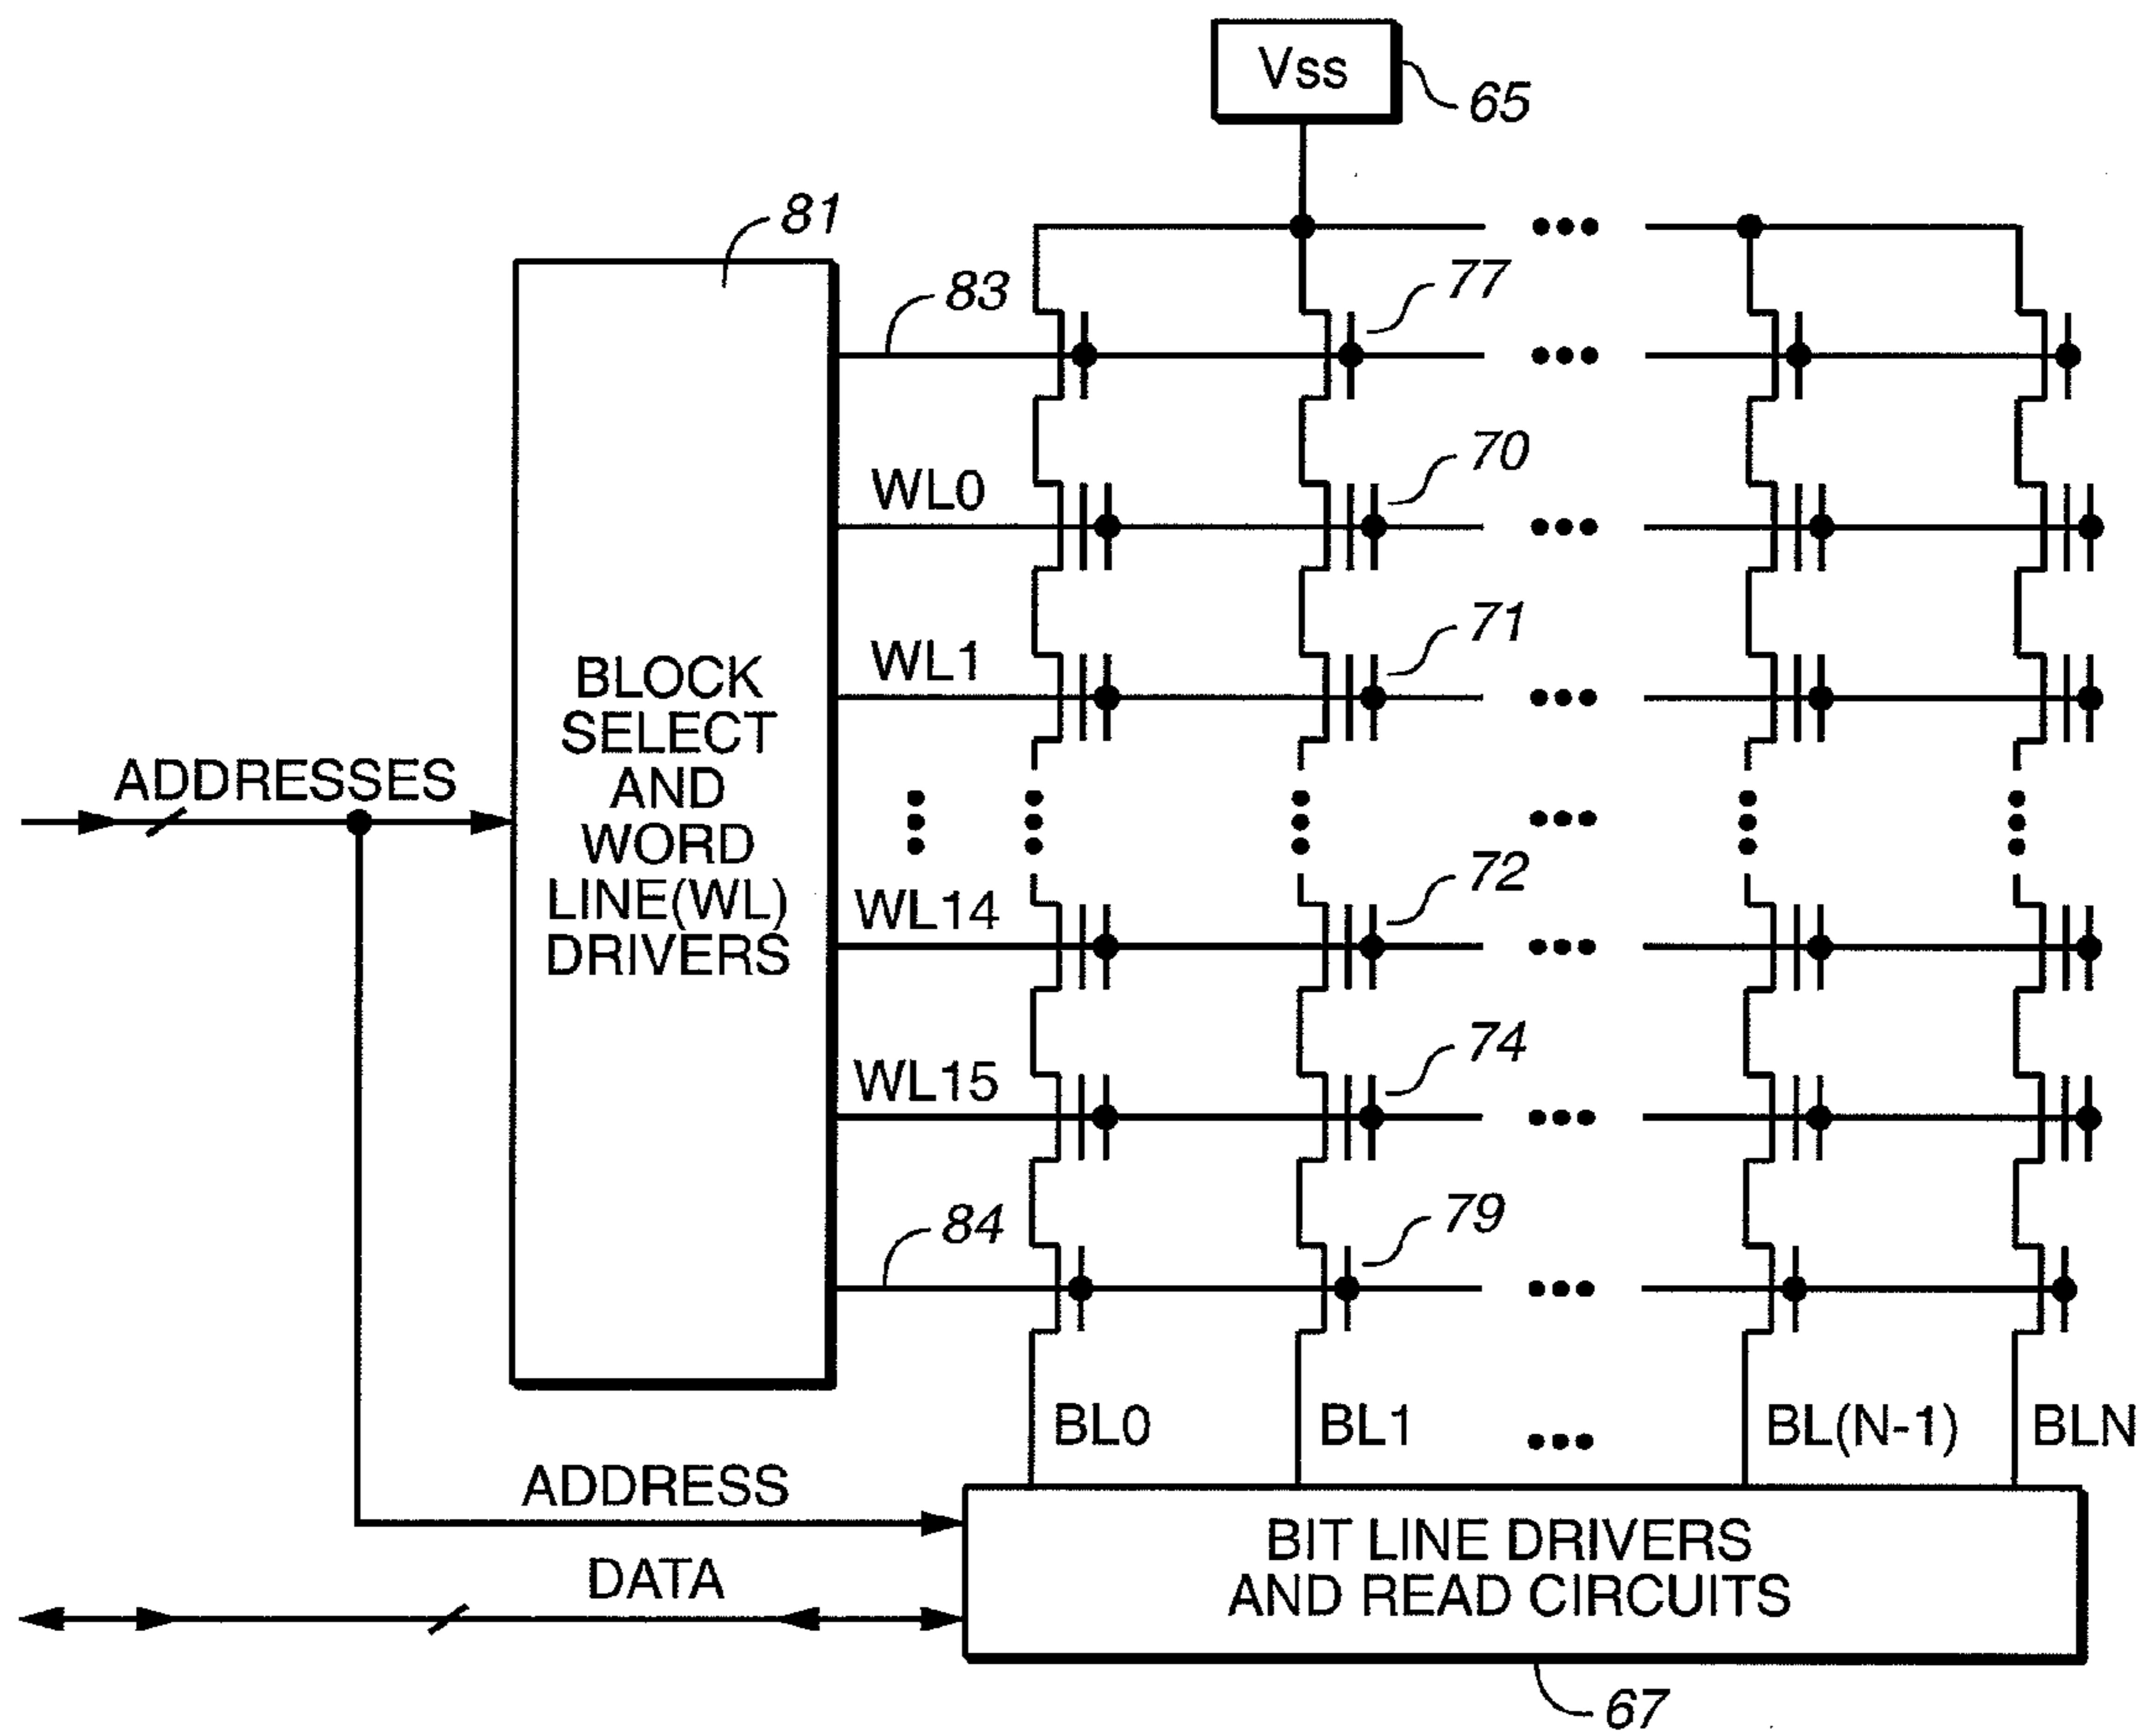 Vss
65
81
83
77
WL0
70
WL1
71
BLOCK
SELECT
AND
WORD
LINE(WL)
DRIVERS
ADDRESSES
WL14
72
WL15
74
84
79
BL0
BL1
BL(N-1)
BLN
ADDRESS
DATA
BIT LINE DRIVERS
AND READ CIRCUITS
67